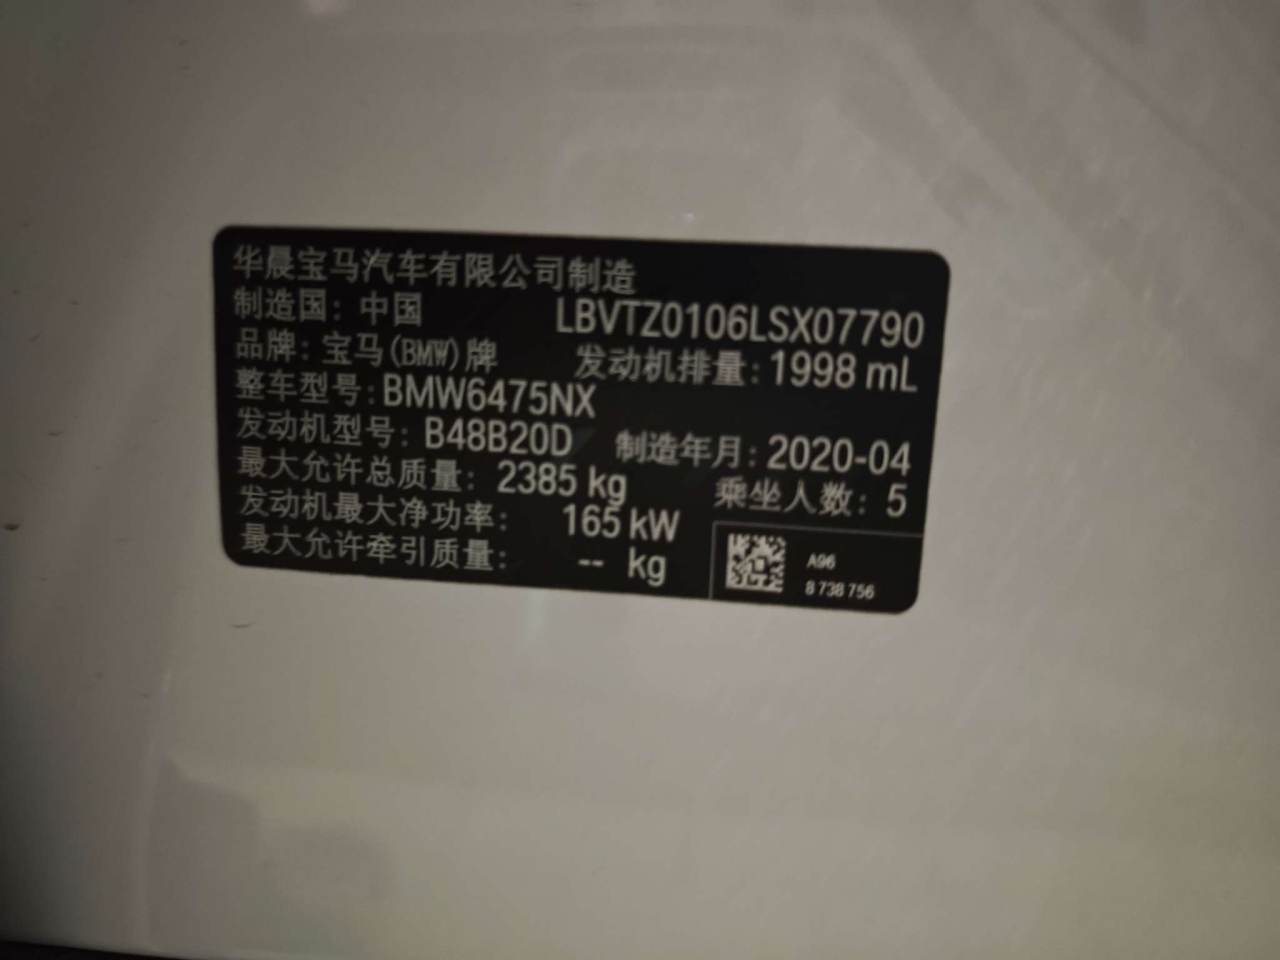 华晨宝马汽车有限公司制造
制造国：中国 LBVTZ0106LSX07790
品牌：宝马(BMW)牌 发动机排量：1998 mL
整车型号：BMW6475NX
发动机型号：B48B20D 制造年月：2020-04
最大允许总质量：2385 kg 乘坐人数：5
发动机最大净功率： 165 kW
最大允许牵引质量： -- kg
A96
8 738 756